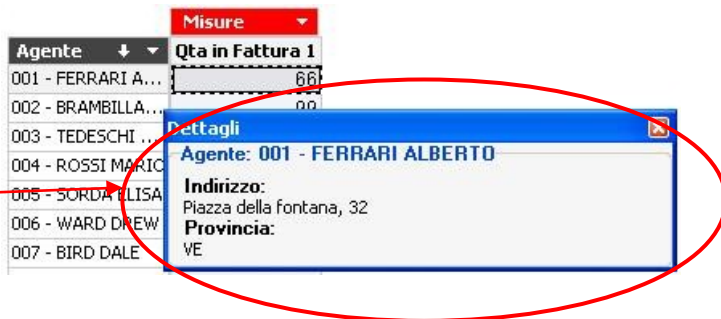 Misure
Agente Qta in Fattura 1
001 - FERRARI A... 66
002 - BRAMBILLA...
003 - TEDESCHI ...
004 - ROSSI MARIO
005 - SORDA ELISA
006 - WARD DREW
007 - BIRD DALE
Dettagli
Agente: 001 - FERRARI ALBERTO
Indirizzo:
Piazza della fontana, 32
Provincia:
VE